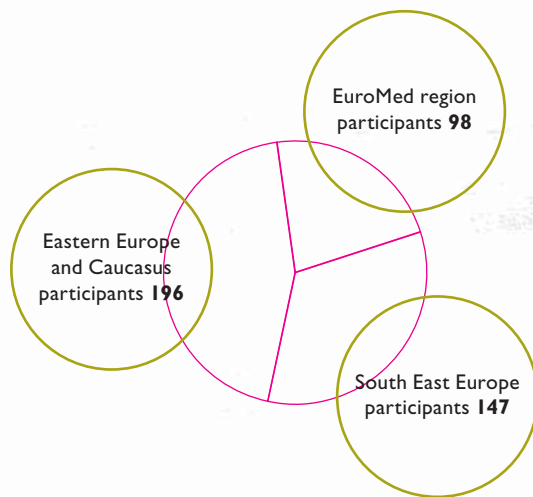 EuroMed region
participants 98
Eastern Europe
and Caucasus
participants 196
South East Europe
participants 147